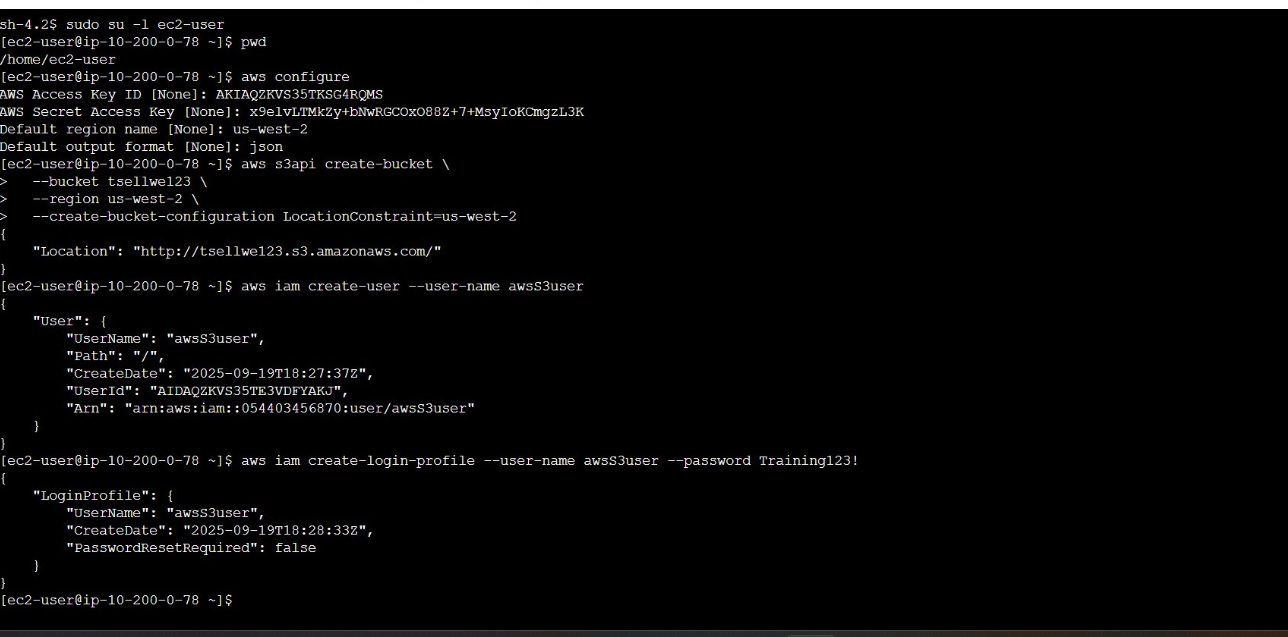 sh-4.2$ sudo su -l ec2-user
[ec2-user@ip-10-200-0-78 ~]$ pwd
/home/ec2-user
[ec2-user@ip-10-200-0-78 ~]$ aws configure
AWS Access Key ID [None]: AKIAQZKVS35TKSG4RQMS
AWS Secret Access Key [None]: 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
Default region name [None]: us-west-2
Default output format [None]: json
[ec2-user@ip-10-200-0-78 ~]$ aws s3api create-bucket \
>   --bucket tsellwe123 \
>   --region us-west-2 \
>   --create-bucket-configuration LocationConstraint=us-west-2
{
    "Location": "http://tsellwe123.s3.amazonaws.com/"
}
[ec2-user@ip-10-200-0-78 ~]$ aws iam create-user --user-name awsS3user
{
    "User": {
        "UserName": "awsS3user",
        "Path": "/",
        "CreateDate": "2025-09-19T18:27:37Z",
        "UserId": "AIDAQZKVS35TE3VDFYAKJ",
        "Arn": "arn:aws:iam::054403456870:user/awsS3user"
    }
}
[ec2-user@ip-10-200-0-78 ~]$ aws iam create-login-profile --user-name awsS3user --password Training123!
{
    "LoginProfile": {
        "UserName": "awsS3user",
        "CreateDate": "2025-09-19T18:28:33Z",
        "PasswordResetRequired": false
    }
}
[ec2-user@ip-10-200-0-78 ~]$